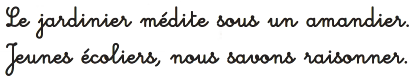 Le jardinier médite sous un amandier.
Jeunes écoliers, nous savons raisonner.